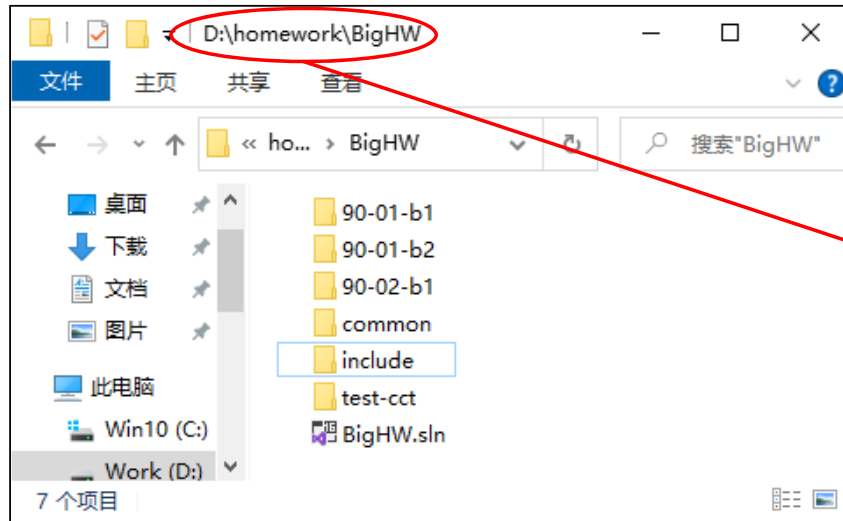 D:\homework\BigHW
文件 主页 共享 查看
« ho... › BigHW 搜索"BigHW"
桌面
下载
文档
图片
此电脑
Win10 (C:)
Work (D:)
90-01-b1
90-01-b2
90-02-b1
common
include
test-cct
BigHW.sln
7 个项目